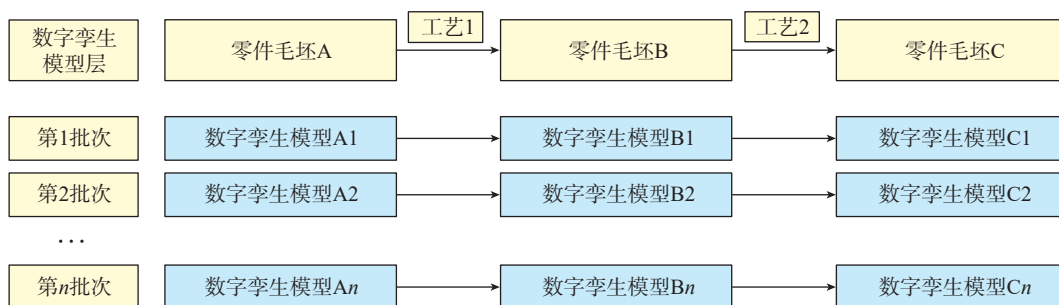 数字孪生
模型层
零件毛坯A
工艺1
零件毛坯B
工艺2
零件毛坯C
第1批次
数字孪生模型A1
数字孪生模型B1
数字孪生模型C1
第2批次
数字孪生模型A2
数字孪生模型B2
数字孪生模型C2
...
第n批次
数字孪生模型An
数字孪生模型Bn
数字孪生模型Cn